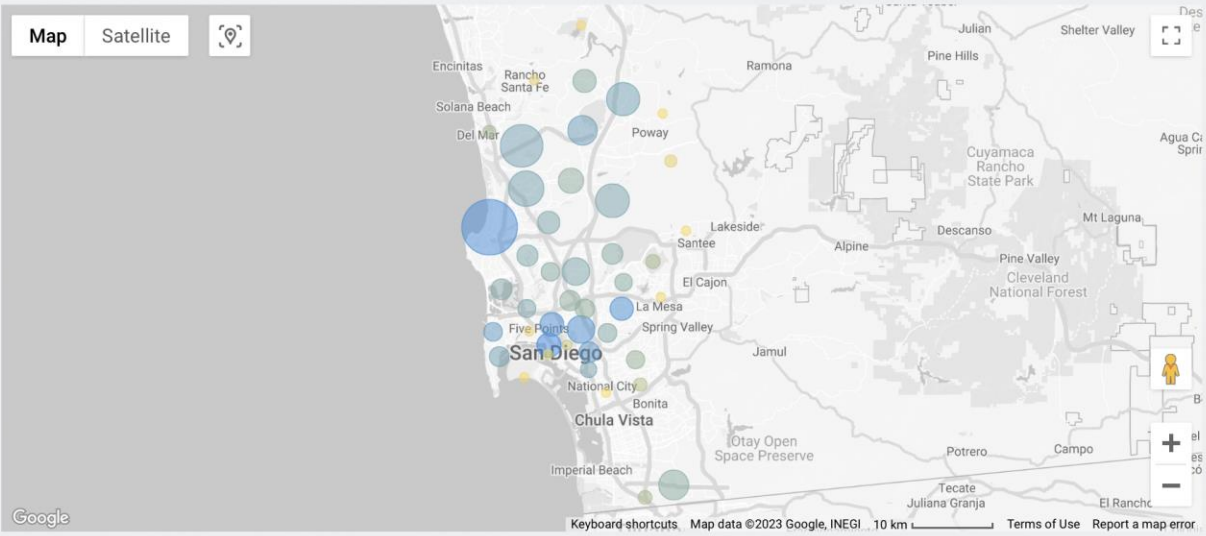 Map
Satellite
Des
Julian
Shelter Valley
Encinitas
Rancho
Santa Fe
Ramona
Pine Hills
Solana Beach
Del Mar
Poway
Agua Ca
Cuyamaca
Rancho
State Park
Lakeside
Santee
Mt Laguna
Alpine
Descanso
El Cajon
Pine Valley
Cleveland
National Forest
La Mesa
Five Points
Spring Valley
San Diego
Jamul
National City
Bonita
Chula Vista
Otay Open
Space Preserve
Potrero
Campo
Imperial Beach
Tecate
Juliana Granja
El Rancho
Google
Keyboard shortcuts
Map data ©2023 Google, INEGI
10 km
Terms of Use
Report a map error